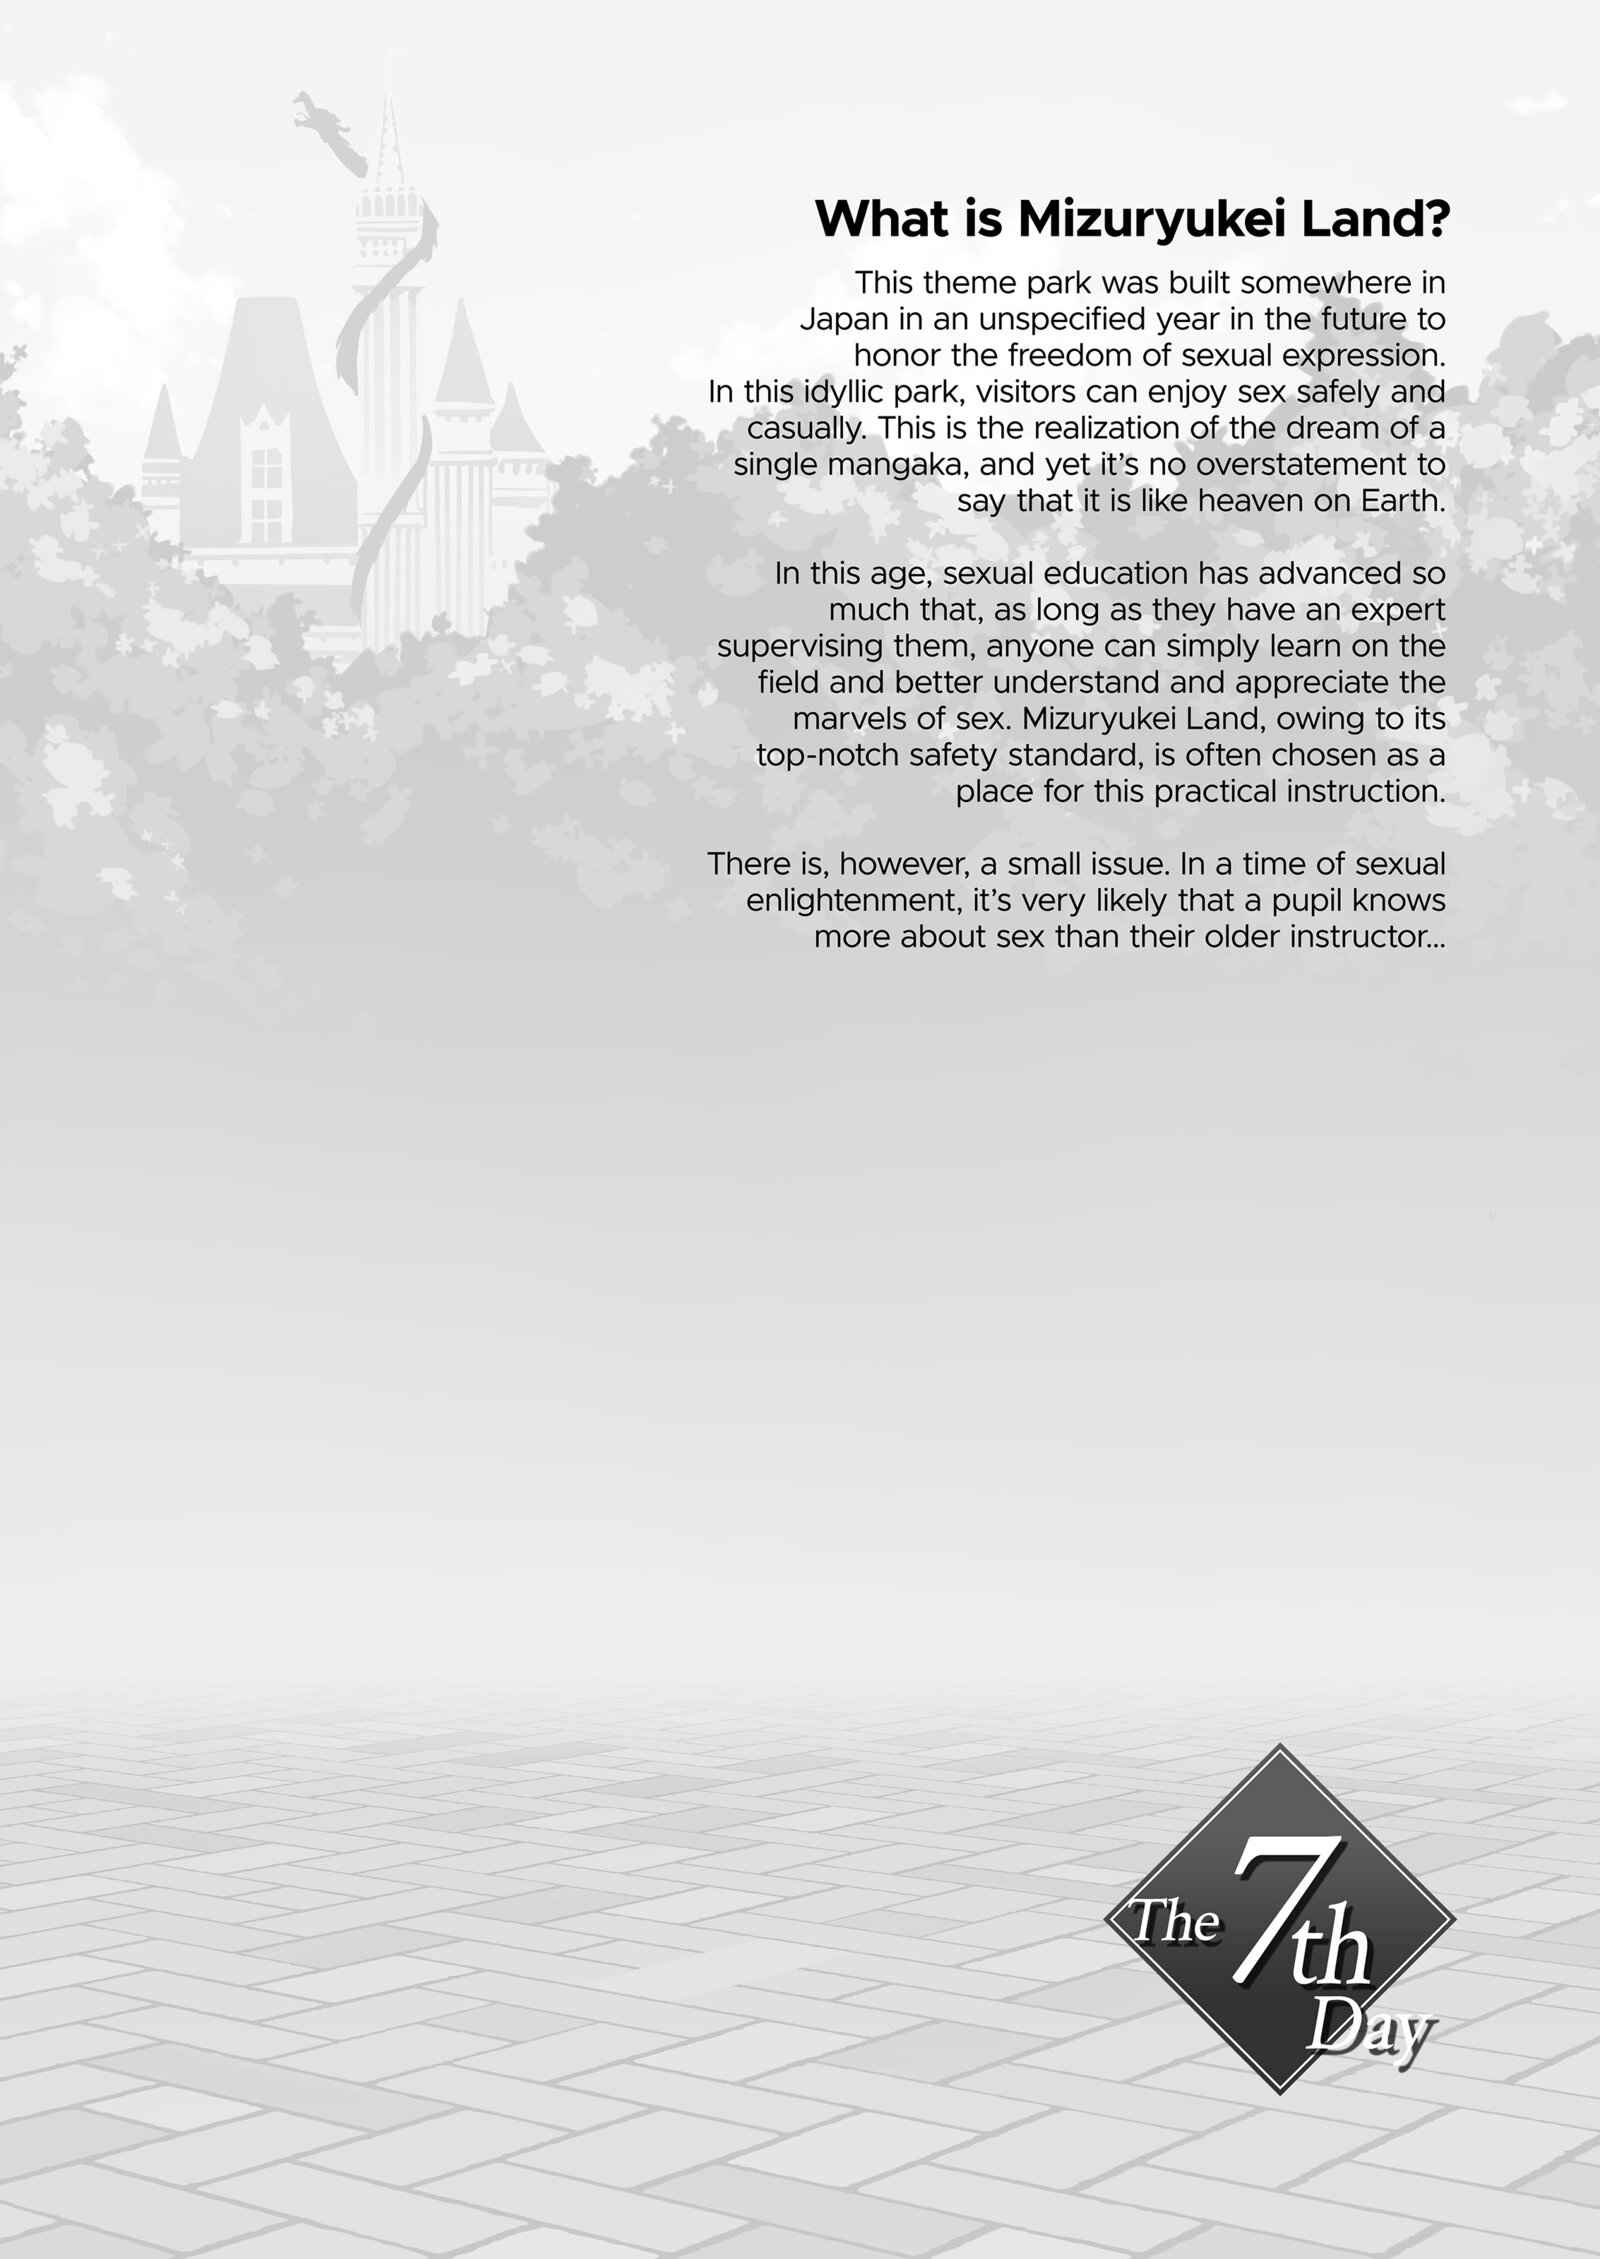 What is Mizuryukei Land?
This theme park was built somewhere in
Japan in an unspecified year in the future to
honor the freedom of sexual expression.
In this idyllic park, visitors can enjoy sex safely and
casually. This is the realization of the dream of a
single mangaka, and yet it's no overstatement to
say that it is like heaven on Earth.
In this age, sexual education has advanced so
much that, as long as they have an expert
supervising them, anyone can simply learn on the
field and better understand and appreciate the
marvels of sex. Mizuryukei Land, owing to its
top-notch safety standard, is often chosen as a
place for this practical instruction.
There is, however, a small issue. In a time of sexual
enlightenment, it's very likely that a pupil knows
more about sex than their older instructor...
The 7th
Day